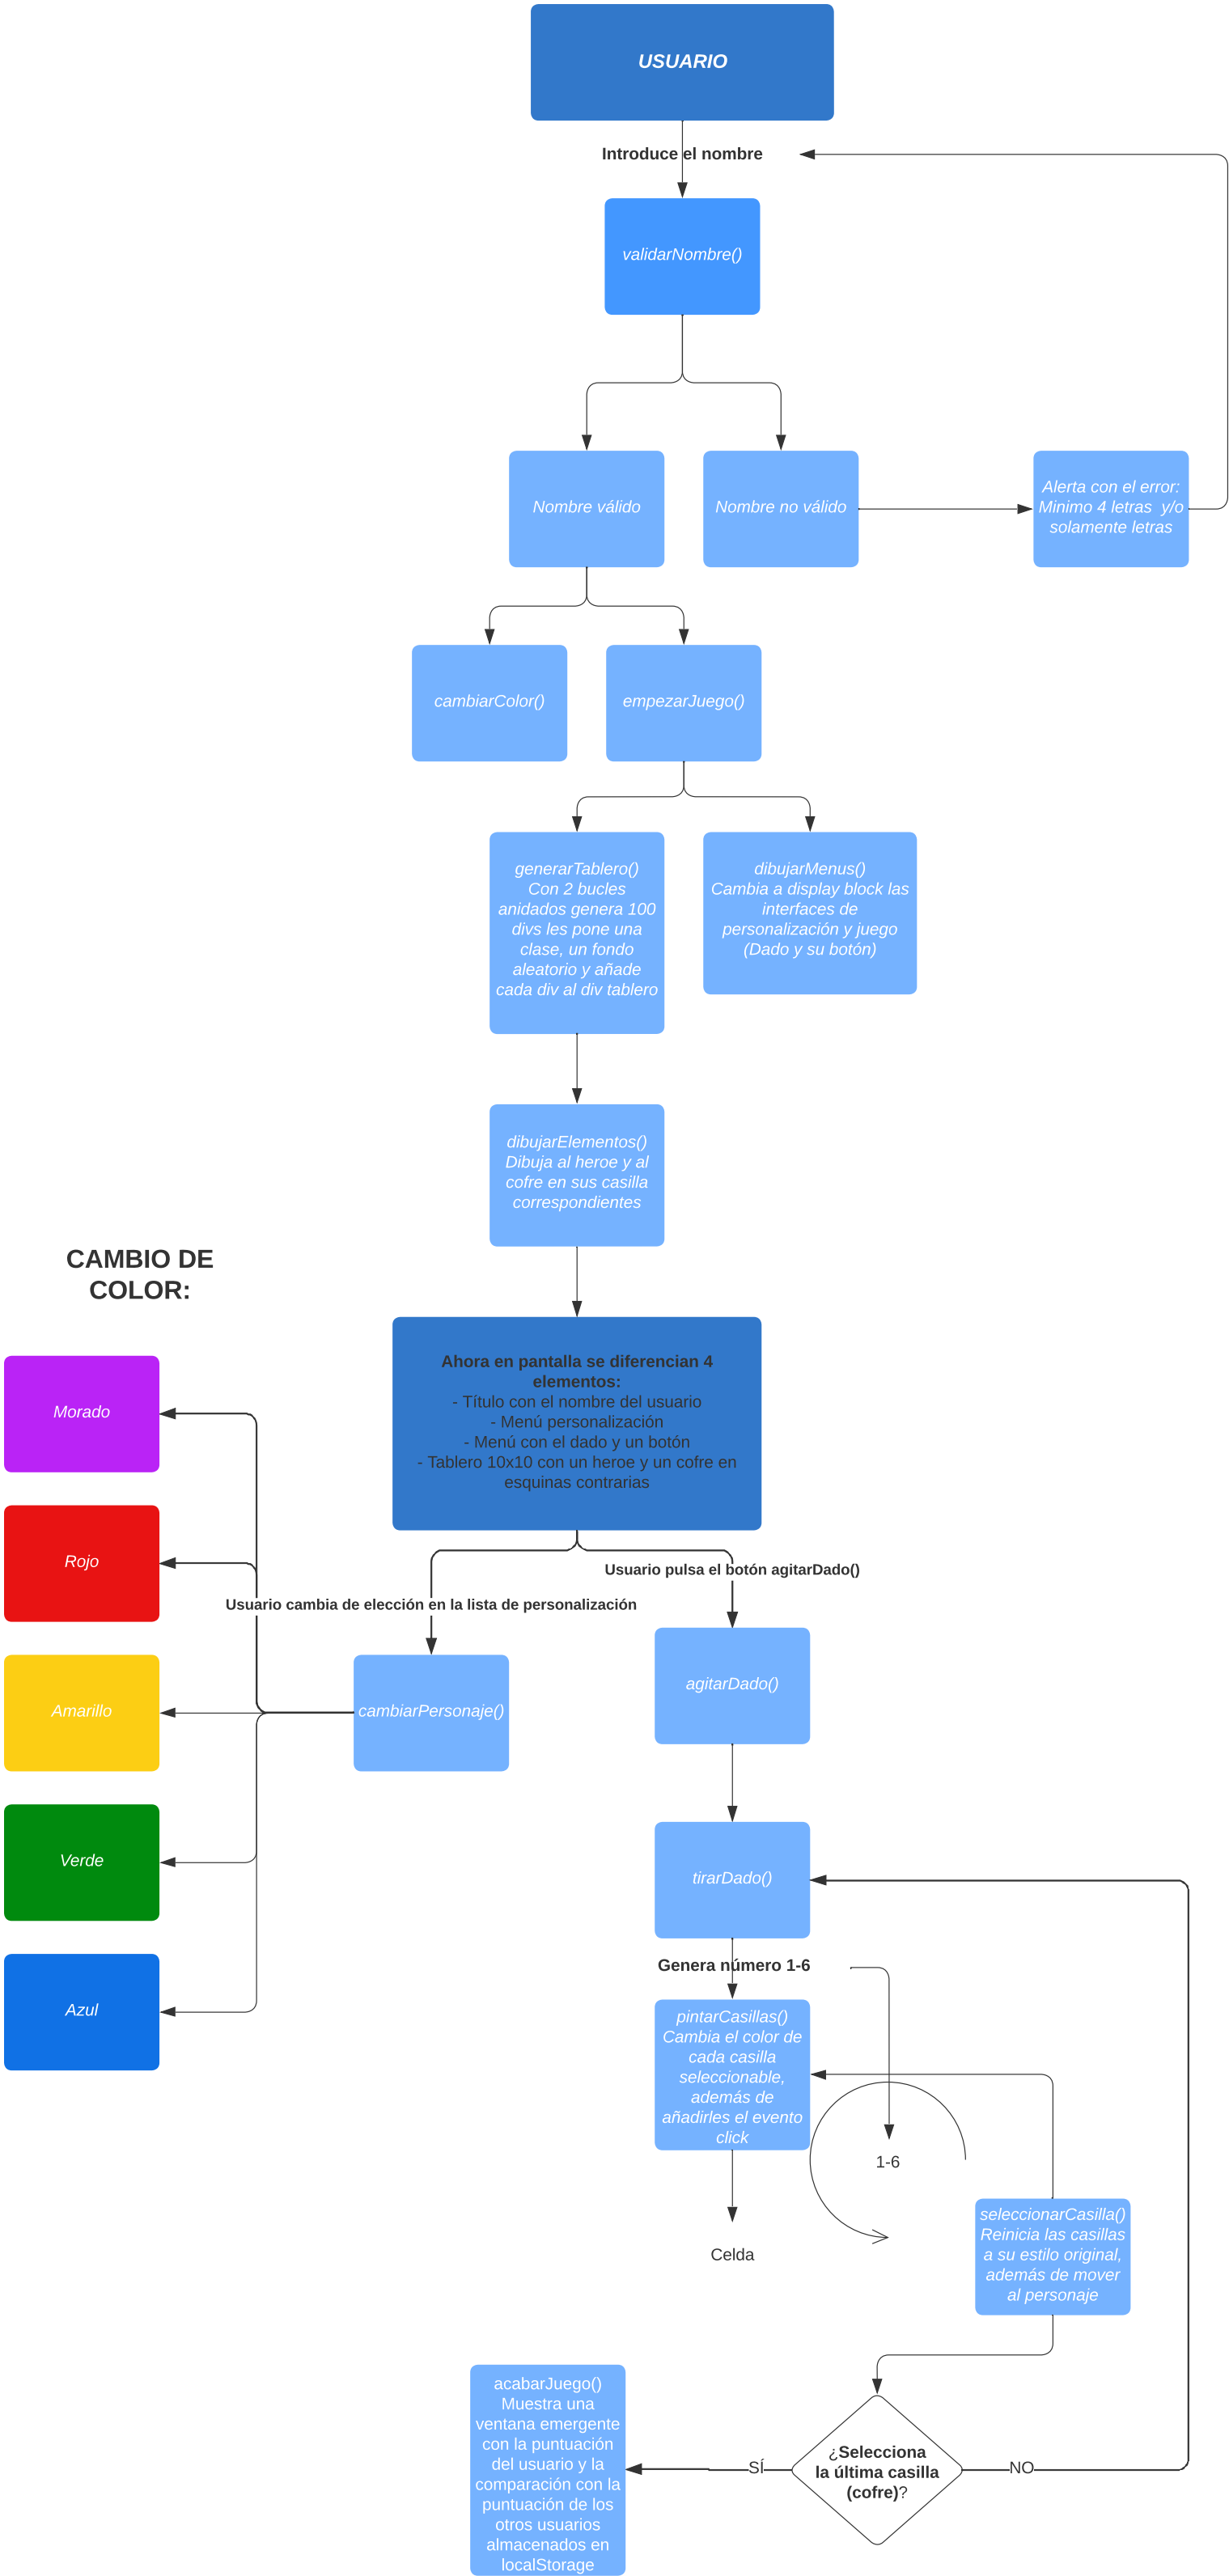 USUARIO
Introduce el nombre
validarNombre()
Nombre válido
Nombre no válido
Alerta con el error:
Minimo 4 letras y/o
solamente letras
cambiarColor()
empezarJuego()
generarTablero()
Con 2 bucles
anidados genera 100
divs les pone una
clase, un fondo
aleatorio y añade
cada div al div tablero
dibujarMenus()
Cambia a display block las
interfaces de
personalización y juego
(Dado y su botón)
dibujarElementos()
Dibuja al heroe y al
cofre en sus casilla
correspondientes
CAMBIO DE
COLOR:
Ahora en pantalla se diferencian 4
elementos:
- Título con el nombre del usuario
- Menú personalización
- Menú con el dado y un botón
- Tablero 10x10 con un heroe y un cofre en
esquinas contrarias
Morado
Rojo
Amarillo
Verde
Azul
Usuario pulsa el botón agitarDado()
Usuario cambia de elección en la lista de personalización
cambiarPersonaje()
agitarDado()
tirarDado()
Genera número 1-6
pintarCasillas()
Cambia el color de
cada casilla
seleccionable,
además de
añadirles el evento
click
1-6
Celda
seleccionarCasilla()
Reinicia las casillas
a su estilo original,
además de mover
al personaje
¿Selecciona
la última casilla
(cofre)?
SÍ
NO
acabarJuego()
Muestra una
ventana emergente
con la puntuación
del usuario y la
comparación con la
puntuación de los
otros usuarios
almacenados en
localStorage